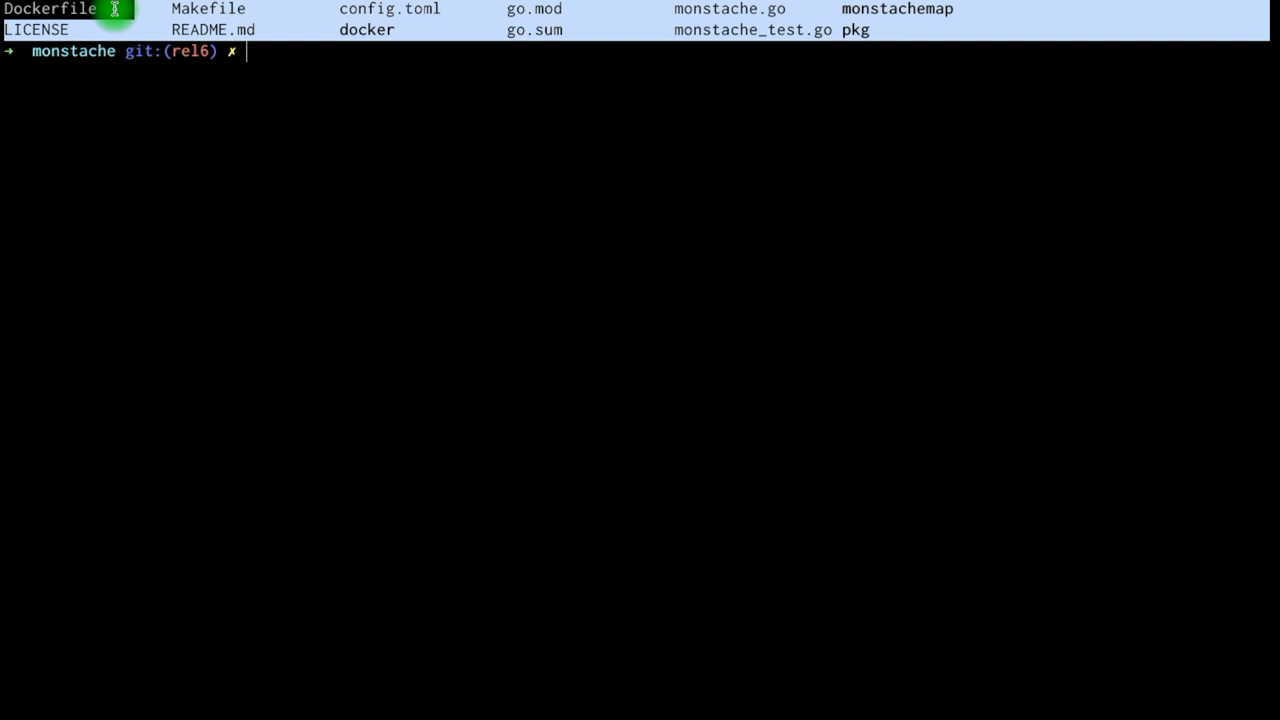 Dockerfile Makefile config.toml go.mod monstache.go monstachemap
LICENSE README.md docker go.sum monstache_test.go pkg
→ monstache git:(rel6) ✗